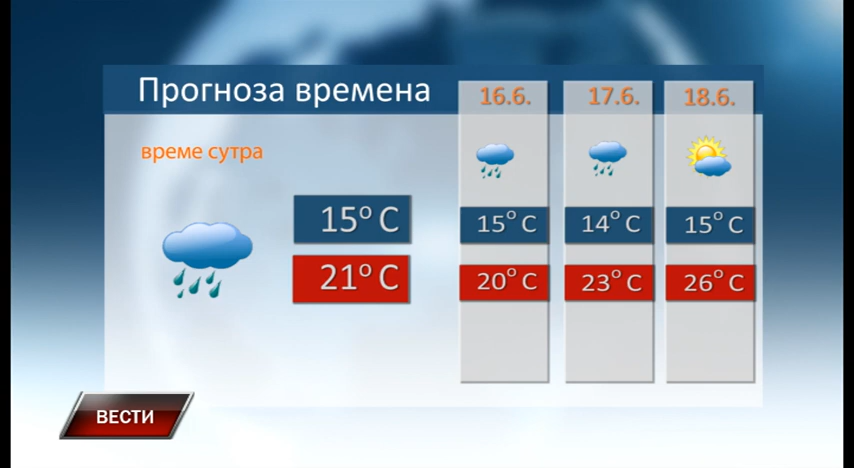 Прогноза времена
време сутра
15° C
21° C
16.6.
15° C
20° C
17.6.
14° C
23° C
18.6.
15° C
26° C
ВЕСТИ